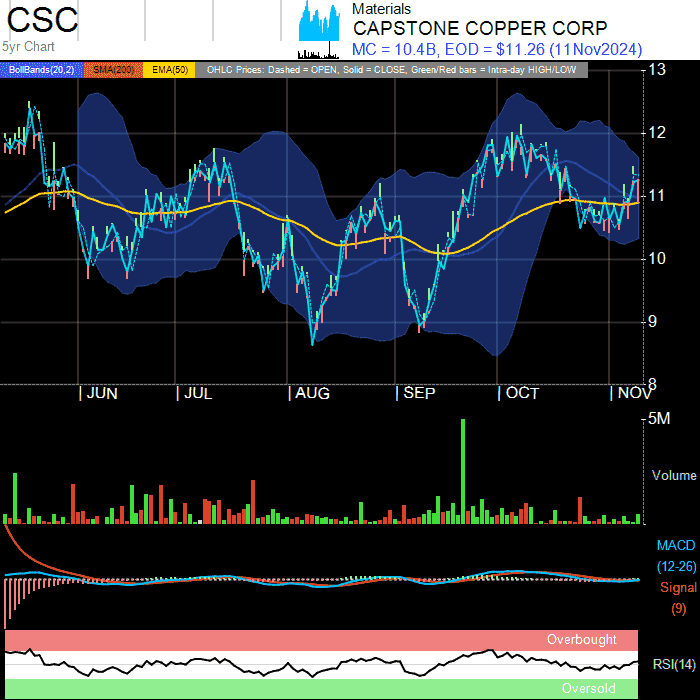 CSC
5yr Chart
Materials
CAPSTONE COPPER CORP
MC = 10.4B, EOD = $11.26 (11Nov2024)
BollBands(20,2) SMA(200) EMA(50) OHLC Prices: Dashed = OPEN, Solid = CLOSE, Green/Red bars = Intra-day HIGH/LOW
13
12
11
10
9
8
| JUN | JUL | AUG | SEP | OCT | NOV
5M
Volume
MACD
(12-26)
Signal
(9)
Overbought
RSI(14)
Oversold